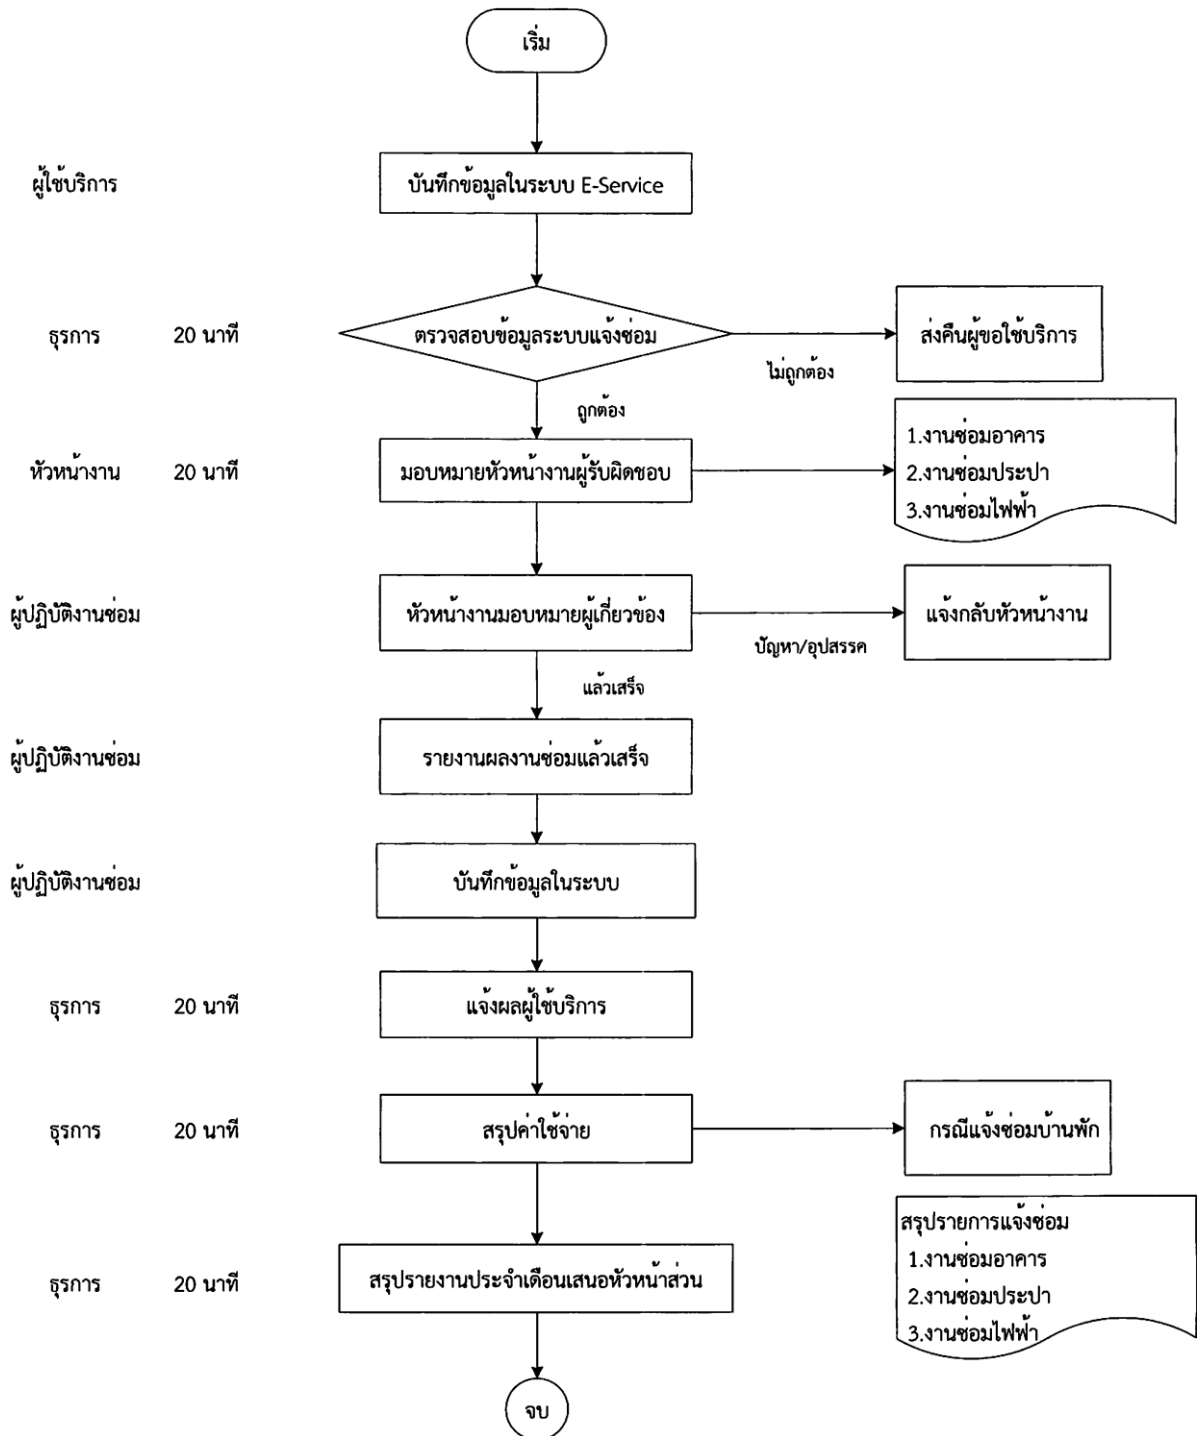 เริ่ม
ผู้ใช้บริการ
บันทึกข้อมูลในระบบ E-Service
ธุรการ
20 นาที
ตรวจสอบข้อมูลระบบแจ้งซ่อม
ส่งคืนผู้ขอใช้บริการ
ไม่ถูกต้อง
ถูกต้อง
หัวหน้างาน
20 นาที
มอบหมายหัวหน้างานผู้รับผิดชอบ
1.งานซ่อมอาคาร
2.งานซ่อมประปา
3.งานซ่อมไฟฟ้า
ผู้ปฏิบัติงานซ่อม
หัวหน้างานมอบหมายผู้เกี่ยวข้อง
แจ้งกลับหัวหน้างาน
ปัญหา/อุปสรรค
แล้วเสร็จ
ผู้ปฏิบัติงานซ่อม
รายงานผลงานซ่อมแล้วเสร็จ
ผู้ปฏิบัติงานซ่อม
บันทึกข้อมูลในระบบ
ธุรการ
20 นาที
แจ้งผลผู้ใช้บริการ
ธุรการ
20 นาที
สรุปค่าใช้จ่าย
กรณีแจ้งซ่อมบ้านพัก
ธุรการ
20 นาที
สรุปรายงานประจำเดือนเสนอหัวหน้าส่วน
สรุปรายการแจ้งซ่อม
1.งานซ่อมอาคาร
2.งานซ่อมประปา
3.งานซ่อมไฟฟ้า
จบ